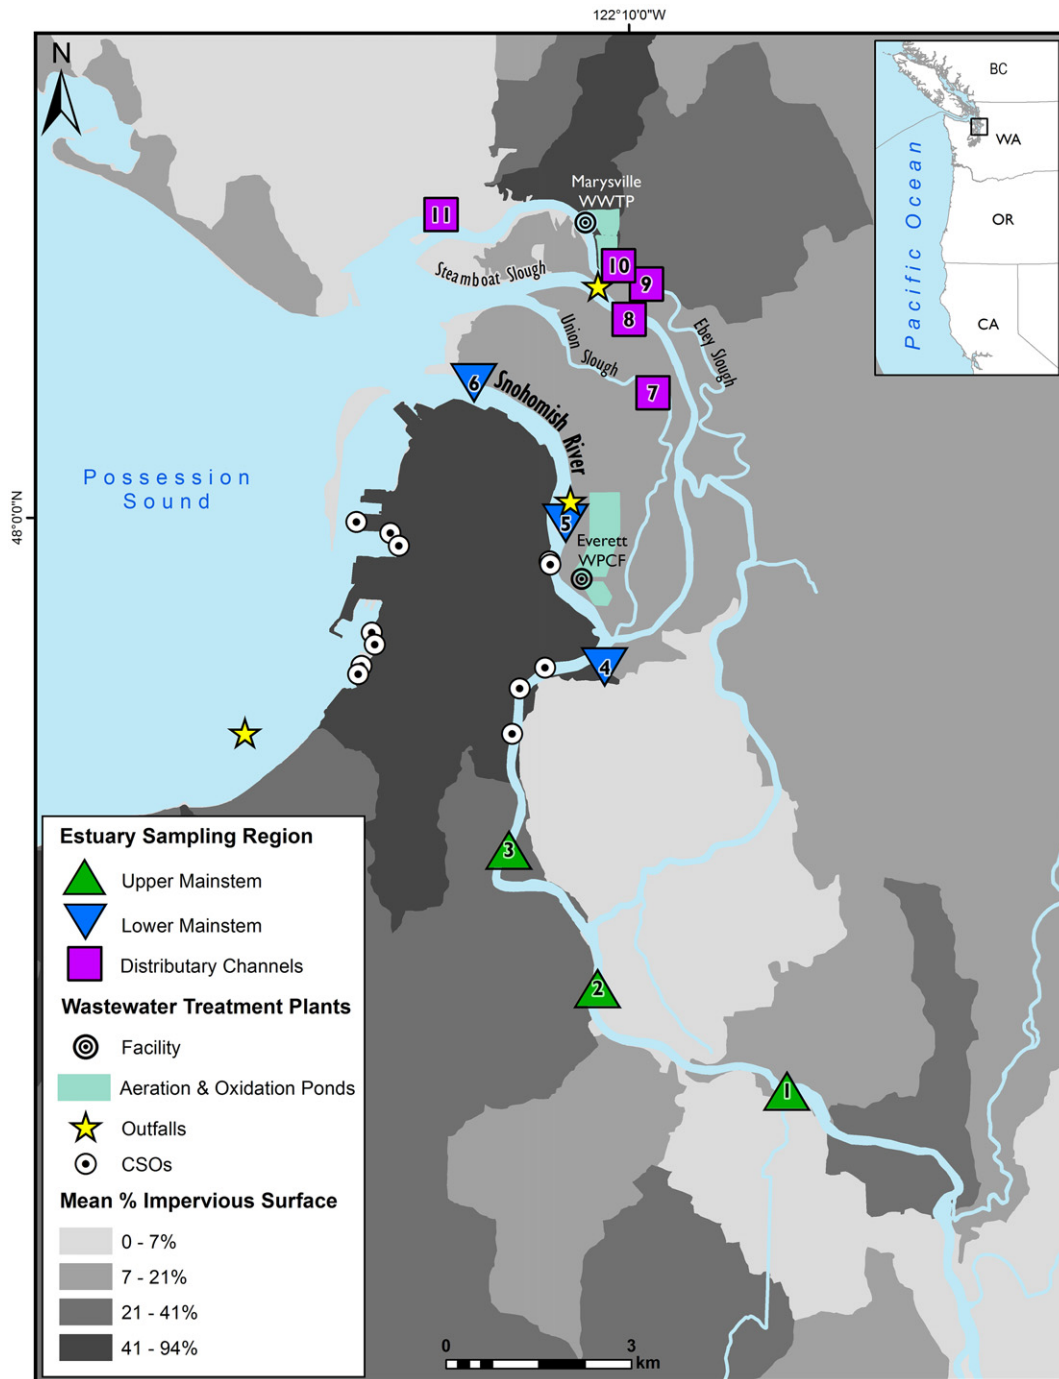 122°10'0"W
N
BC
WA
OR
CA
Pacific Ocean
Marysville
WWTP
11
10
9
8
7
Steamboat Slough
Union Slough
Ebey Slough
6
Snohomish River
Possession
Sound
48°0'0"N
5
Everett
WPCF
4
3
2
1
Estuary Sampling Region
Upper Mainstem
Lower Mainstem
Distributary Channels
Wastewater Treatment Plants
Facility
Aeration & Oxidation Ponds
Outfalls
CSOs
Mean % Impervious Surface
0 - 7%
7 - 21%
21 - 41%
41 - 94%
0 3
km